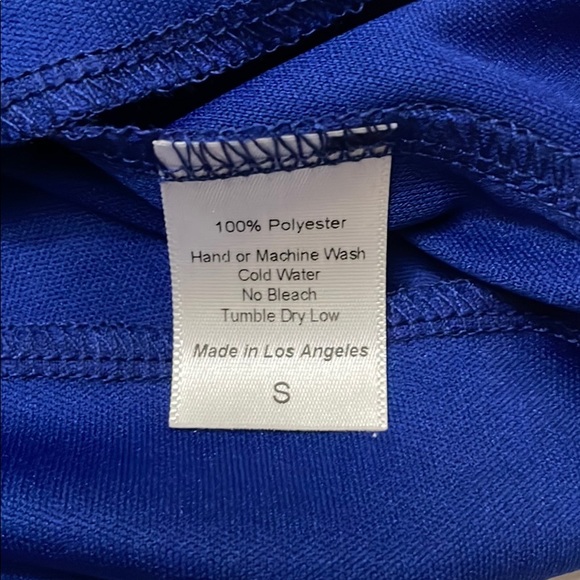 100% Polyester
Hand or Machine Wash
Cold Water
No Bleach
Tumble Dry Low
Made in Los Angeles
S